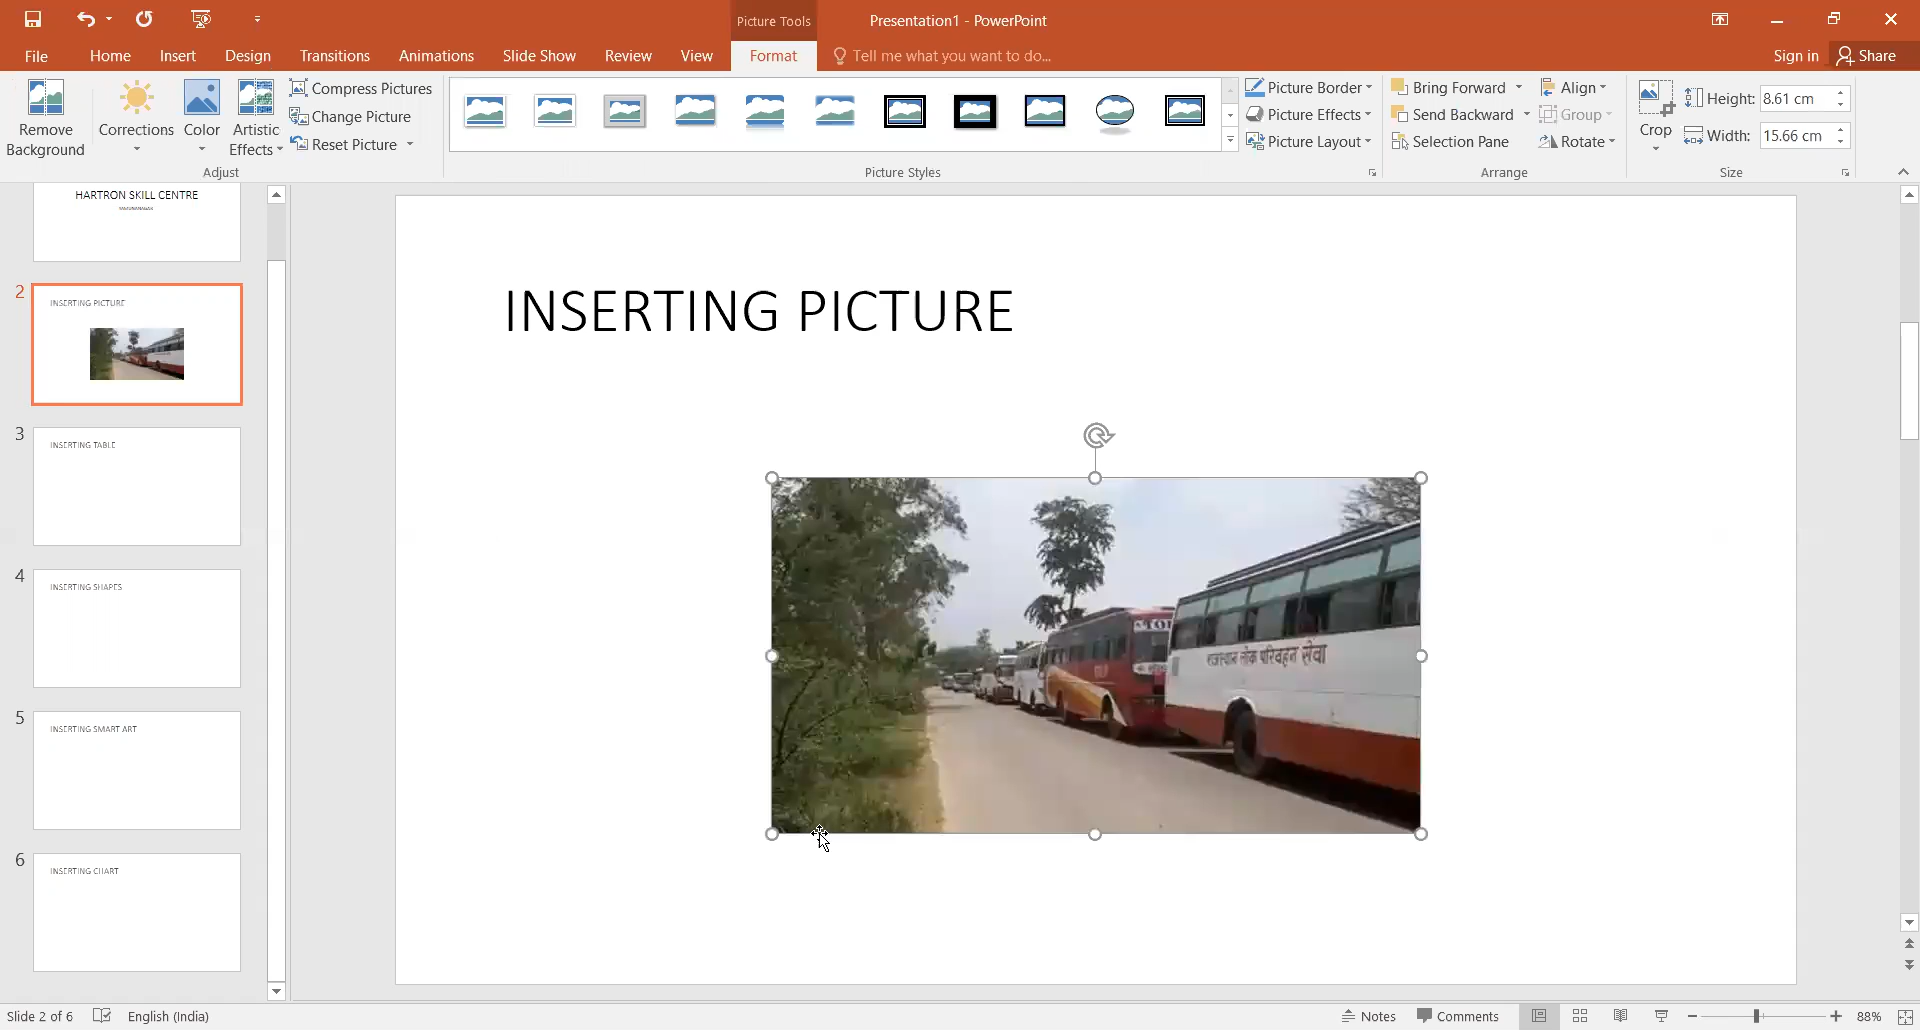 Picture Tools
Presentation1 - PowerPoint
File
Home
Insert
Design
Transitions
Animations
Slide Show
Review
View
Format
Tell me what you want to do...
Sign in
Share
Remove Background
Corrections
Color
Artistic Effects
Compress Pictures
Change Picture
Reset Picture
Adjust
Picture Styles
Picture Border
Picture Effects
Picture Layout
Bring Forward
Send Backward
Selection Pane
Align
Group
Rotate
Arrange
Crop
Height: 8.61 cm
Width: 15.66 cm
Size
HARTRON SKILL CENTRE
2
INSERTING PICTURE
3
INSERTING TABLE
4
INSERTING SHAPES
5
INSERTING SMART ART
6
INSERTING CHART
INSERTING PICTURE
राजस्थान लोक परिवहन सेवा
Slide 2 of 6
English (India)
Notes
Comments
88%